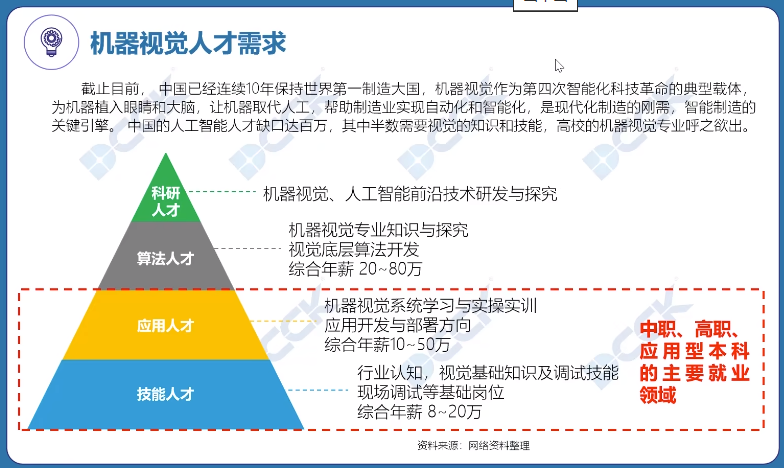 机器视觉人才需求
截止目前， 中国已经连续10年保持世界第一制造大国，机器视觉作为第四次智能化科技革命的典型载体，
为机器植入眼睛和大脑，让机器取代人工，帮助制造业实现自动化和智能化，是现代化制造的刚需，智能制造的
关键引擎。 中国的人工智能人才缺口达百万，其中半数需要视觉的知识和技能，高校的机器视觉专业呼之欲出。
科研
人才
机器视觉、人工智能前沿技术研发与探究
算法人才
机器视觉专业知识与探究
视觉底层算法开发
综合年薪 20~80万
应用人才
机器视觉系统学习与实操实训
应用开发与部署方向
综合年薪10~50万
技能人才
行业认知，视觉基础知识及调试技能
现场调试等基础岗位
综合年薪 8~20万
中职、高职、
应用型本科
的主要就业
领域
资料来源：网络资料整理
DCCK
DCCK
DCCK
DCCK
DCCK
DCCK